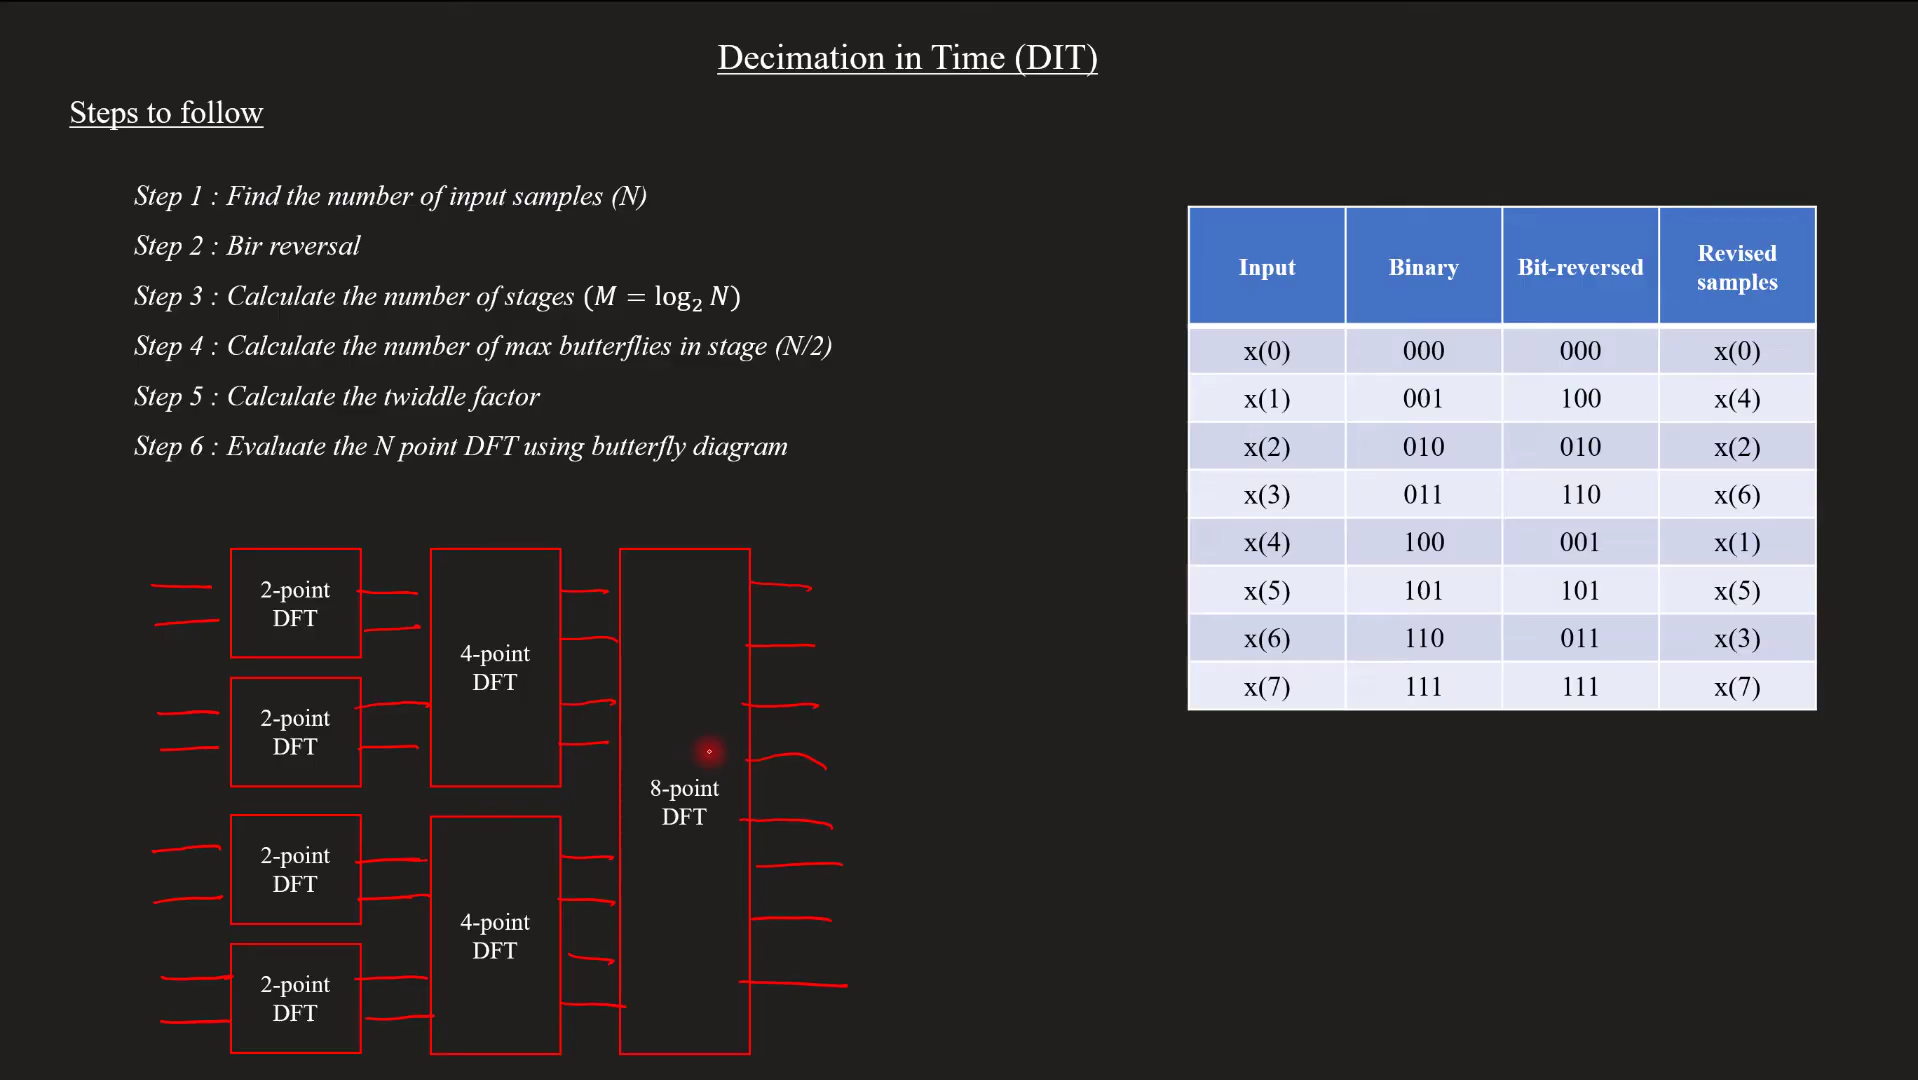 Decimation in Time (DIT)
Steps to follow
Step 1 : Find the number of input samples (N)
Step 2 : Bir reversal
Step 3 : Calculate the number of stages (M = log₂ N)
Step 4 : Calculate the number of max butterflies in stage (N/2)
Step 5 : Calculate the twiddle factor
Step 6 : Evaluate the N point DFT using butterfly diagram
2-point
DFT
2-point
DFT
2-point
DFT
2-point
DFT
4-point
DFT
4-point
DFT
8-point
DFT
Input Binary Bit-reversed Revised samples
x(0) 000 000 x(0)
x(1) 001 100 x(4)
x(2) 010 010 x(2)
x(3) 011 110 x(6)
x(4) 100 001 x(1)
x(5) 101 101 x(5)
x(6) 110 011 x(3)
x(7) 111 111 x(7)